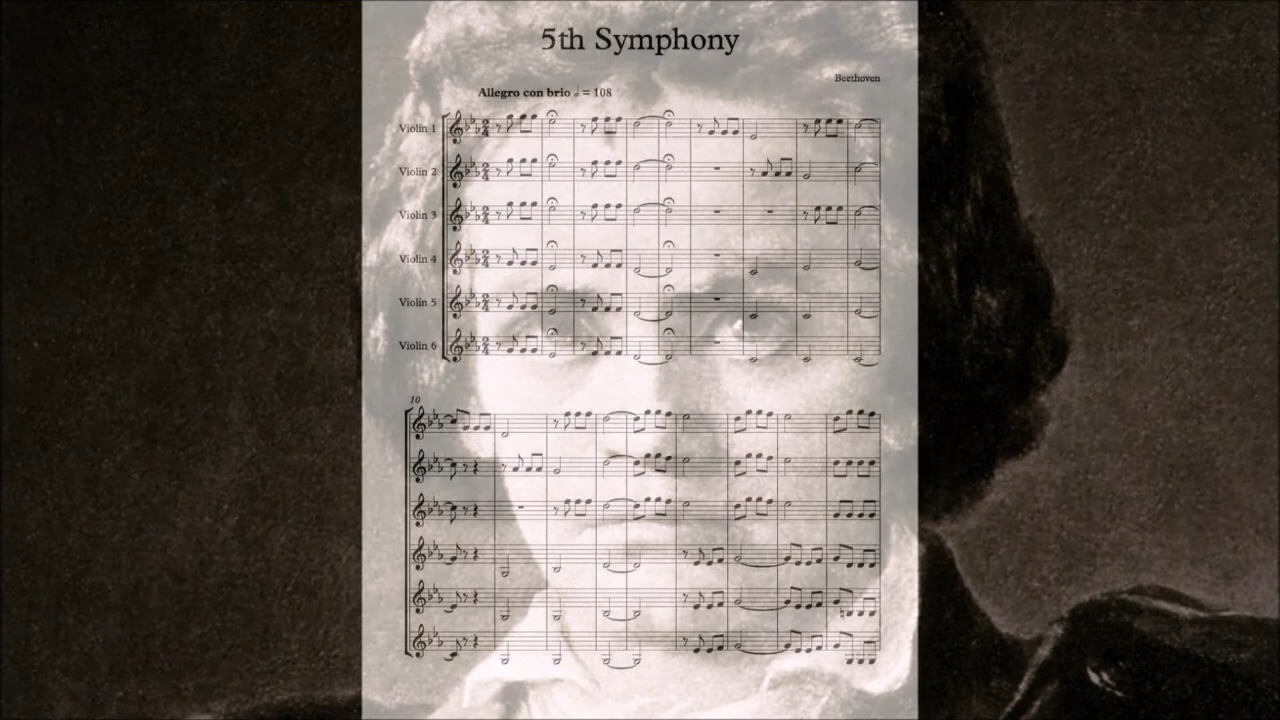 5th Symphony
Beethoven
Allegro con brio 𝅗𝅥 = 108
Violin 1
Violin 2
Violin 3
Violin 4
Violin 5
Violin 6
10